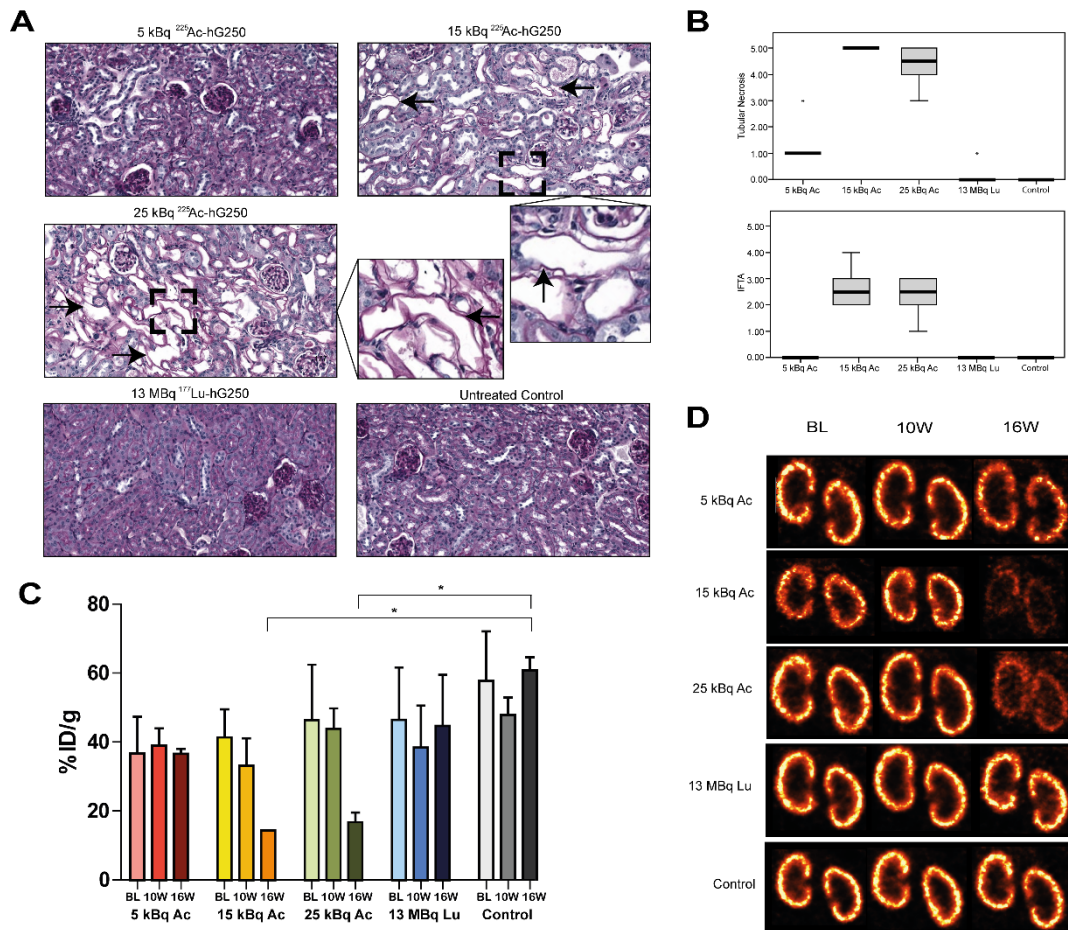 A
5 kBq ²²⁵Ac-hG250
15 kBq ²²⁵Ac-hG250
25 kBq ²²⁵Ac-hG250
13 MBq ¹⁷⁷Lu-hG250
Untreated Control
B
Tubular Necrosis
5.00
4.00
3.00
2.00
1.00
0.00
5 kBq Ac 15 kBq Ac 25 kBq Ac 13 MBq Lu Control
IFTA
5.00
4.00
3.00
2.00
1.00
0.00
5 kBq Ac 15 kBq Ac 25 kBq Ac 13 MBq Lu Control
C
% ID/g
80
60
40
20
0
*
*
BL 10W 16W BL 10W 16W BL 10W 16W BL 10W 16W BL 10W 16W
5 kBq Ac 15 kBq Ac 25 kBq Ac 13 MBq Lu Control
D
BL 10W 16W
5 kBq Ac
15 kBq Ac
25 kBq Ac
13 MBq Lu
Control